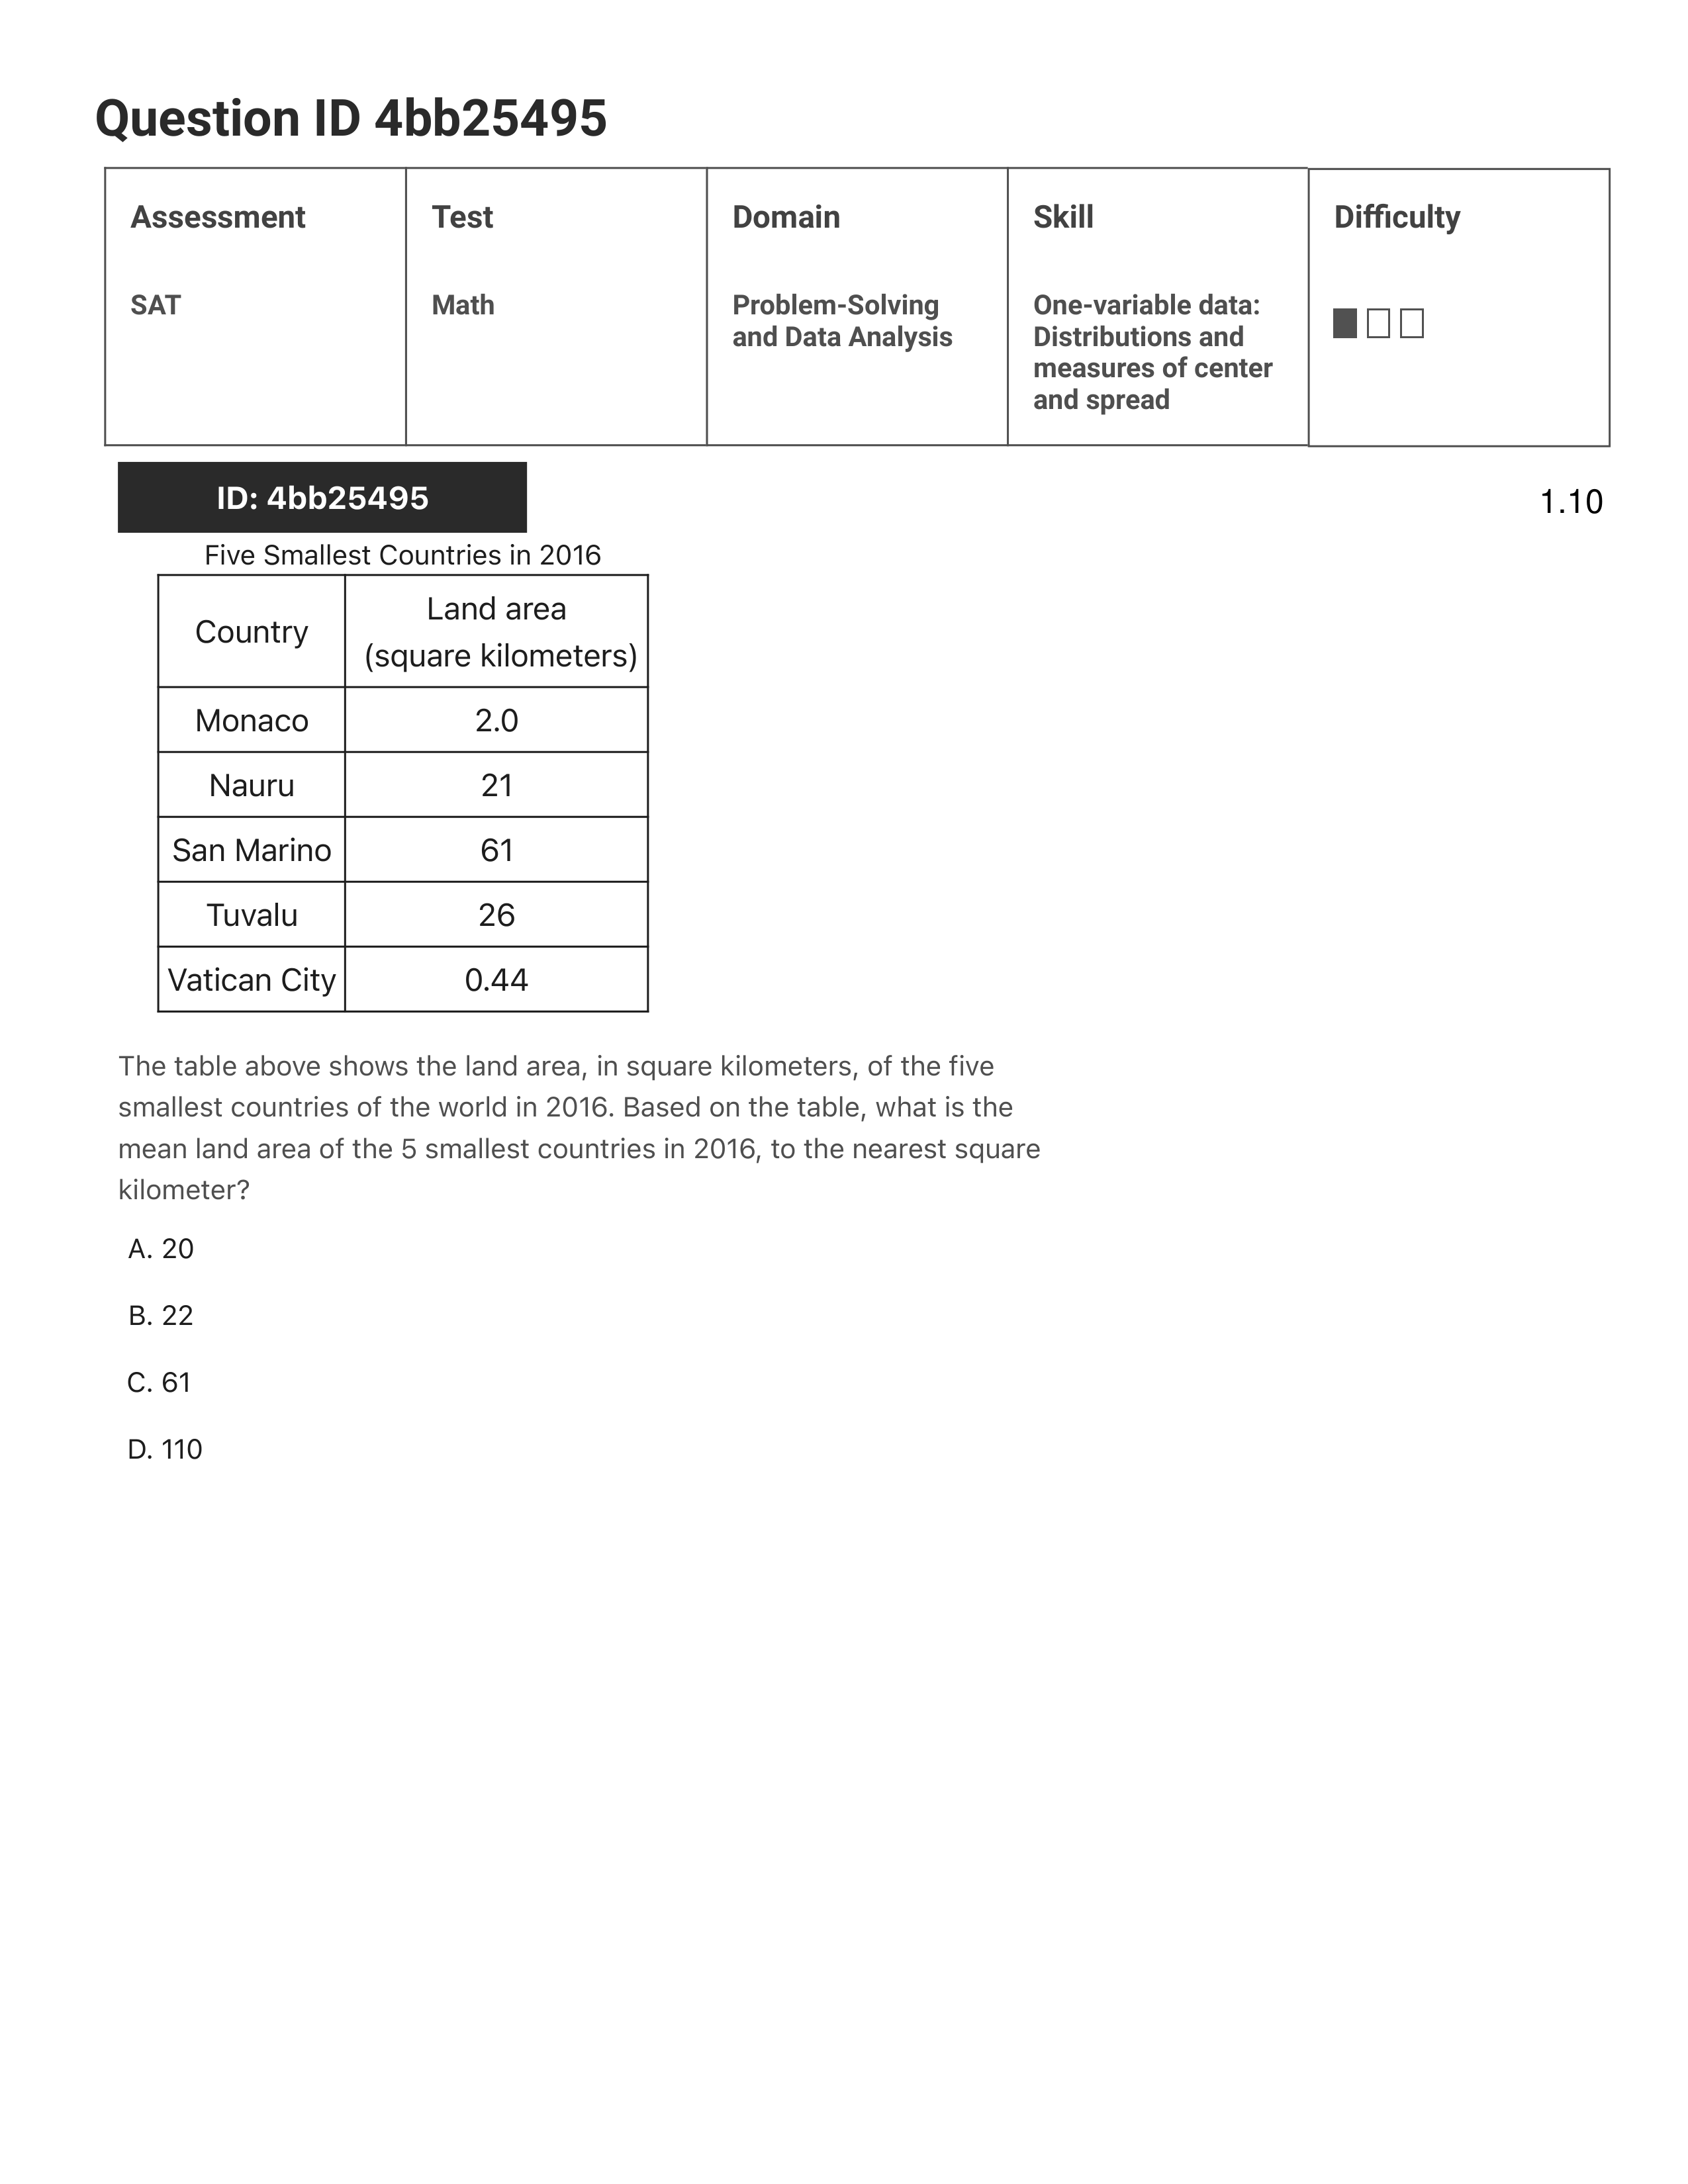 Question ID 4bb25495
Assessment
Test
Domain
Skill
Difficulty
SAT
Math
Problem-Solving
and Data Analysis
One-variable data:
Distributions and
measures of center
and spread
ID: 4bb25495
1.10
Five Smallest Countries in 2016
Country
Land area
(square kilometers)
Monaco
2.0
Nauru
21
San Marino
61
Tuvalu
26
Vatican City
0.44
The table above shows the land area, in square kilometers, of the five
smallest countries of the world in 2016. Based on the table, what is the
mean land area of the 5 smallest countries in 2016, to the nearest square
kilometer?
A. 20
B. 22
C. 61
D. 110